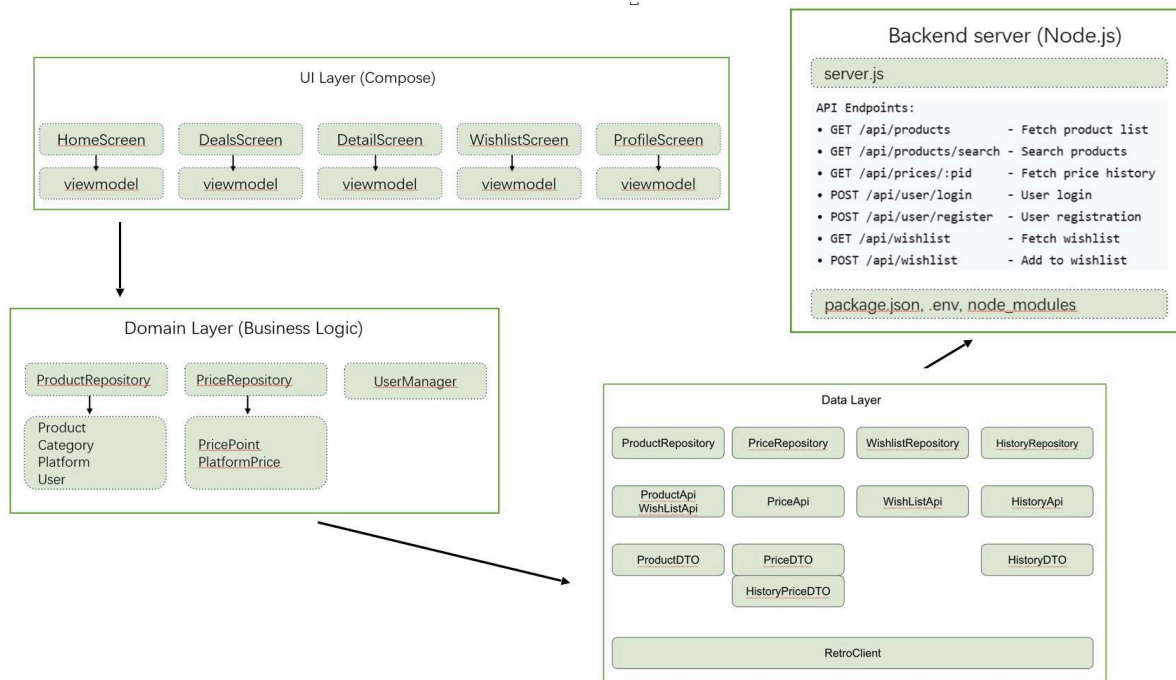 UI Layer (Compose)
HomeScreen DealsScreen DetailScreen WishlistScreen ProfileScreen
viewmodel viewmodel viewmodel viewmodel viewmodel
Domain Layer (Business Logic)
ProductRepository PriceRepository UserManager
Product
Category
Platform
User
PricePoint
PlatformPrice
Data Layer
ProductRepository PriceRepository WishlistRepository HistoryRepository
ProductApi
WishListApi
PriceApi WishListApi HistoryApi
ProductDTO PriceDTO HistoryDTO
HistoryPriceDTO
RetroClient
Backend server (Node.js)
server.js
API Endpoints:
• GET /api/products - Fetch product list
• GET /api/products/search - Search products
• GET /api/prices/:pid - Fetch price history
• POST /api/user/login - User login
• POST /api/user/register - User registration
• GET /api/wishlist - Fetch wishlist
• POST /api/wishlist - Add to wishlist
package.json, .env, node_modules